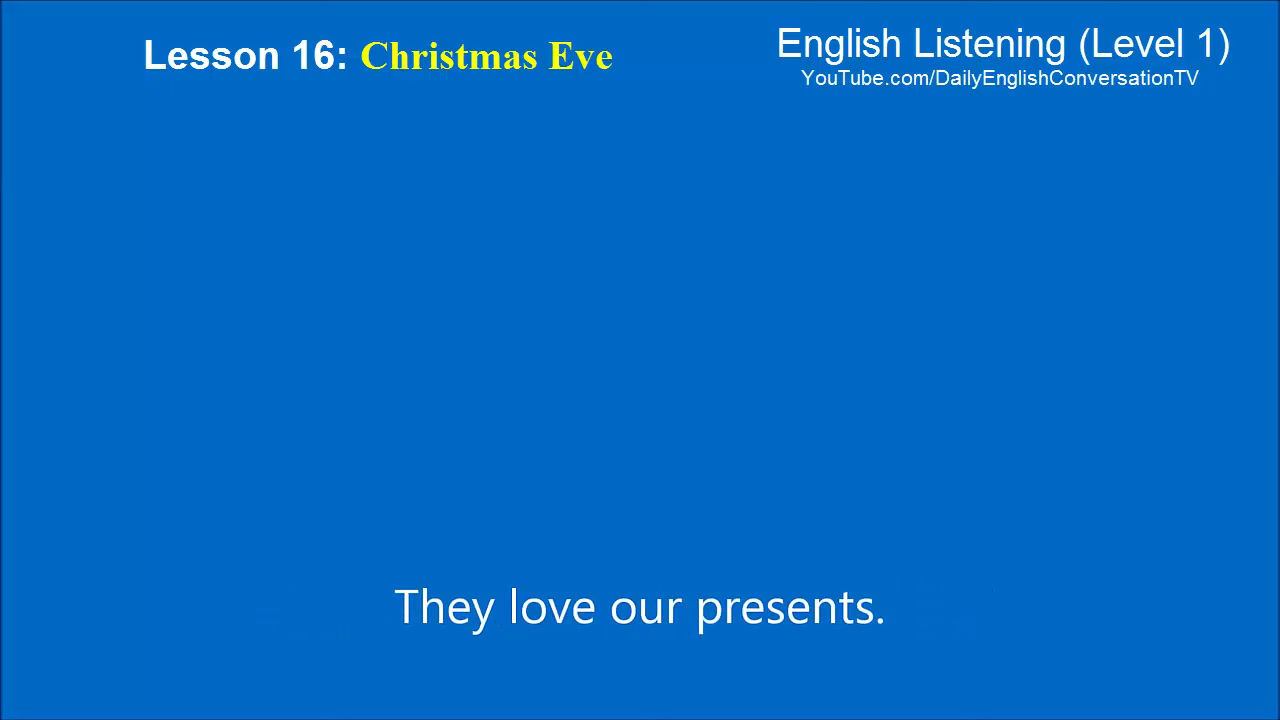 Lesson 16: Christmas Eve
English Listening (Level 1)
YouTube.com/DailyEnglishConversationTV
They love our presents.